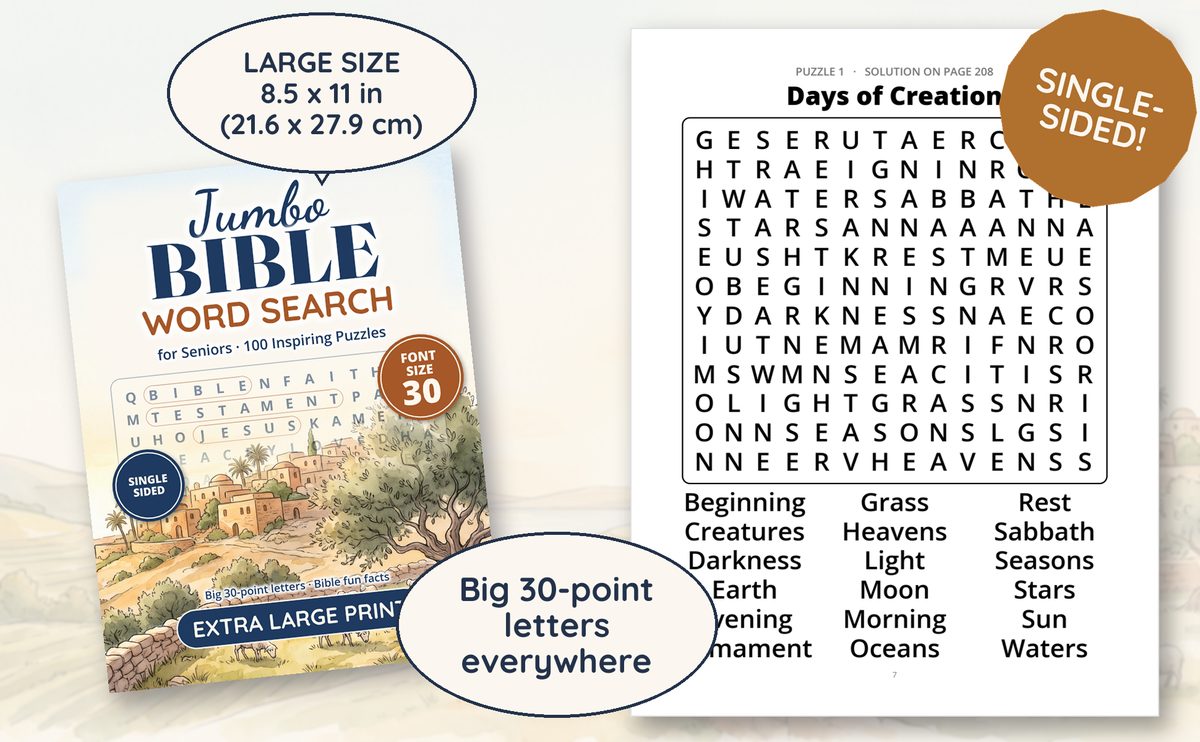 LARGE SIZE
8.5 x 11 in
(21.6 x 27.9 cm)
Jumbo
BIBLE
WORD SEARCH
for Seniors · 100 Inspiring Puzzles
FONT
SIZE
30
Q B I B L E N F A I T H
M T E S T A M E N T P A
U H O J E S U S K A M E
SINGLE
SIDED
Big 30-point letters · Bible fun facts
EXTRA LARGE PRINT
Big 30-point
letters
everywhere
PUZZLE 1 · SOLUTION ON PAGE 208
Days of Creation
SINGLE-
SIDED!
G E S E R U T A E R C
H T R A E I G N I N R
I W A T E R S A B B A T H E
S T A R S A N N A A A N N A
E U S H T K R E S T M E U E
O B E G I N N I N G R V R S
Y D A R K N E S S N A E C O
I U T N E M A M R I F N R O
M S W M N S E A C I T I S R
O L I G H T G R A S S N R I
O N N S E A S O N S L G S I
N N E E R V H E A V E N S S
Beginning Grass Rest
Creatures Heavens Sabbath
Darkness Light Seasons
Earth Moon Stars
vening Morning Sun
mament Oceans Waters
7